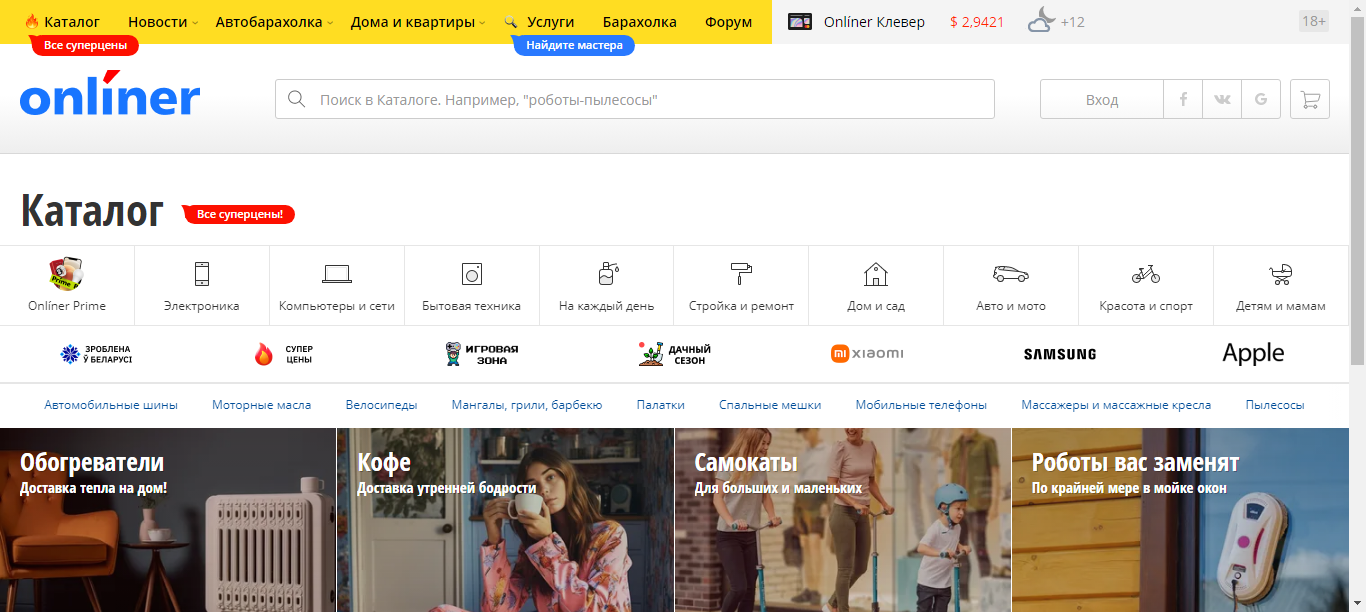 Каталог
Новости
Автобарахолка
Дома и квартиры
Услуги
Барахолка
Форум
Onlíner Клевер
$ 2,9421
+12
18+
Все суперцены
Найдите мастера
onlíner
Поиск в Каталоге. Например, "роботы-пылесосы"
Вход
Каталог
Все суперцены!
Onlíner Prime
Электроника
Компьютеры и сети
Бытовая техника
На каждый день
Стройка и ремонт
Дом и сад
Авто и мото
Красота и спорт
Детям и мамам
ЗРОБЛЕНА
Ў БЕЛАРУСІ
СУПЕР
ЦЕНЫ
ИГРОВАЯ
ЗОНА
ДАЧНЫЙ
СЕЗОН
xiaomi
SAMSUNG
Apple
Автомобильные шины
Моторные масла
Велосипеды
Мангалы, грили, барбекю
Палатки
Спальные мешки
Мобильные телефоны
Массажеры и массажные кресла
Пылесосы
Обогреватели
Доставка тепла на дом!
Кофе
Доставка утренней бодрости
Самокаты
Для больших и маленьких
Роботы вас заменят
По крайней мере в мойке окон